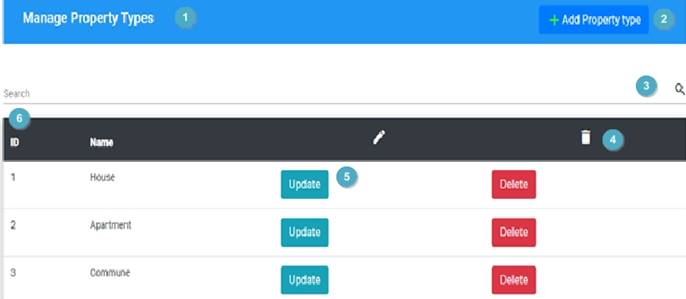 Manage Property Types 1
+ Add Property type 2
Search 3
6
ID Name 4
1 House Update 5 Delete
2 Apartment Update Delete
3 Commune Update Delete